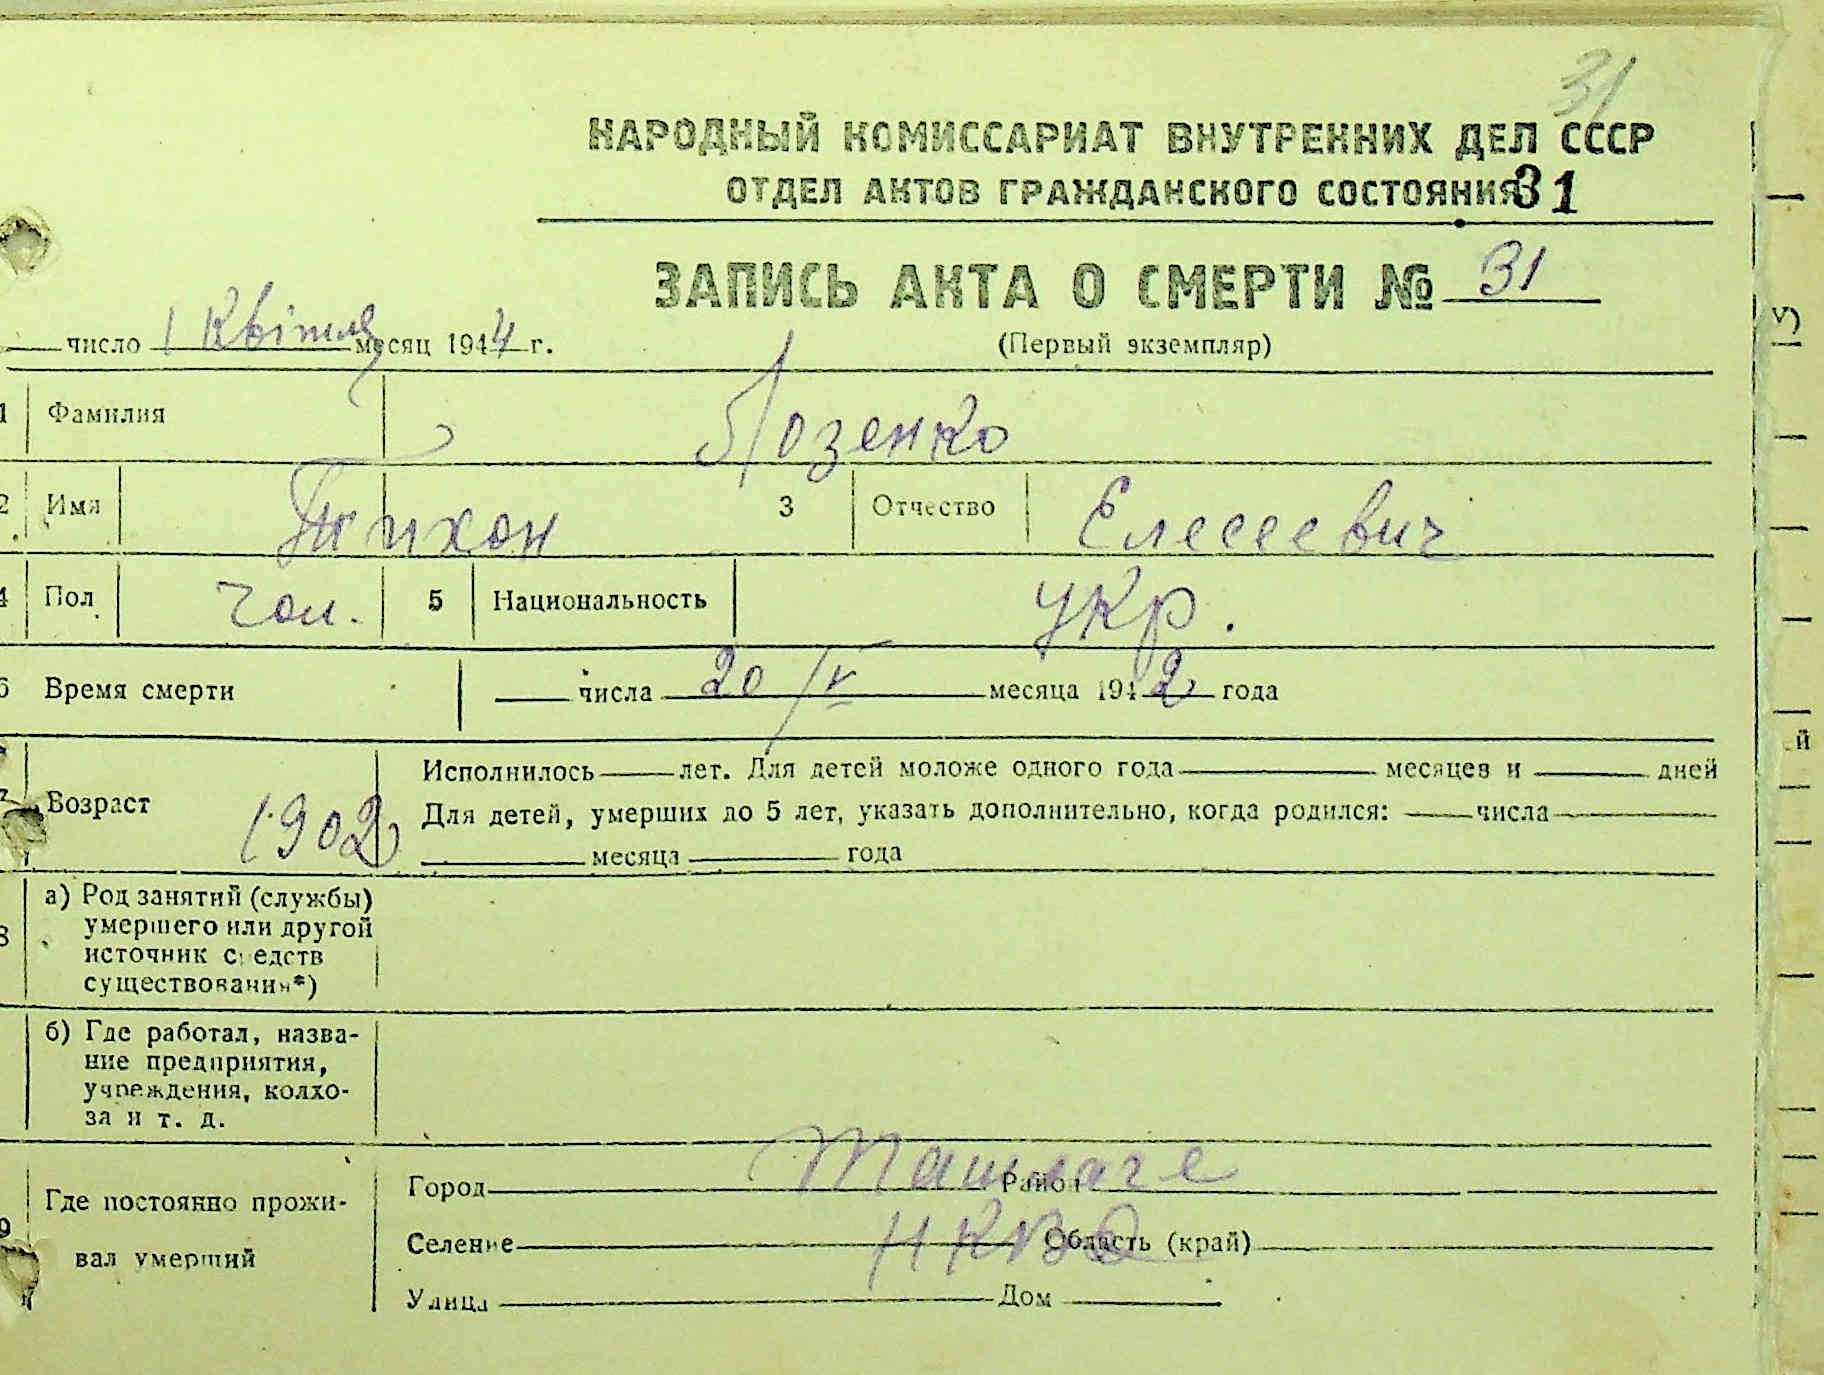 31
НАРОДНЫЙ КОМИССАРИАТ ВНУТРЕННИХ ДЕЛ СССР
ОТДЕЛ АКТОВ ГРАЖДАНСКОГО СОСТОЯНИЯ 31
ЗАПИСЬ АКТА О СМЕРТИ № 31
число 1 Квітня месяц 1944 г.
(Первый экземпляр)
1 Фамилия Лозенко
2 Имя Тихон 3 Отчество Елесеевич
4 Пол чол. 5 Национальность укр.
6 Время смерти числа 20/V месяца 1942 года
Исполнилось лет. Для детей моложе одного года месяцев и дней
7 Возраст 1902 Для детей, умерших до 5 лет, указать дополнительно, когда родился: числа
месяца года
8 а) Род занятий (службы)
умершего или другой
источник средств
существования*)
б) Где работал, назва-
ние предприятия,
учреждения, колхо-
за и т. д.
9 Где постоянно прожи-
вал умерший
Город Район
Селение НКВД Область (край)
Улица Дом